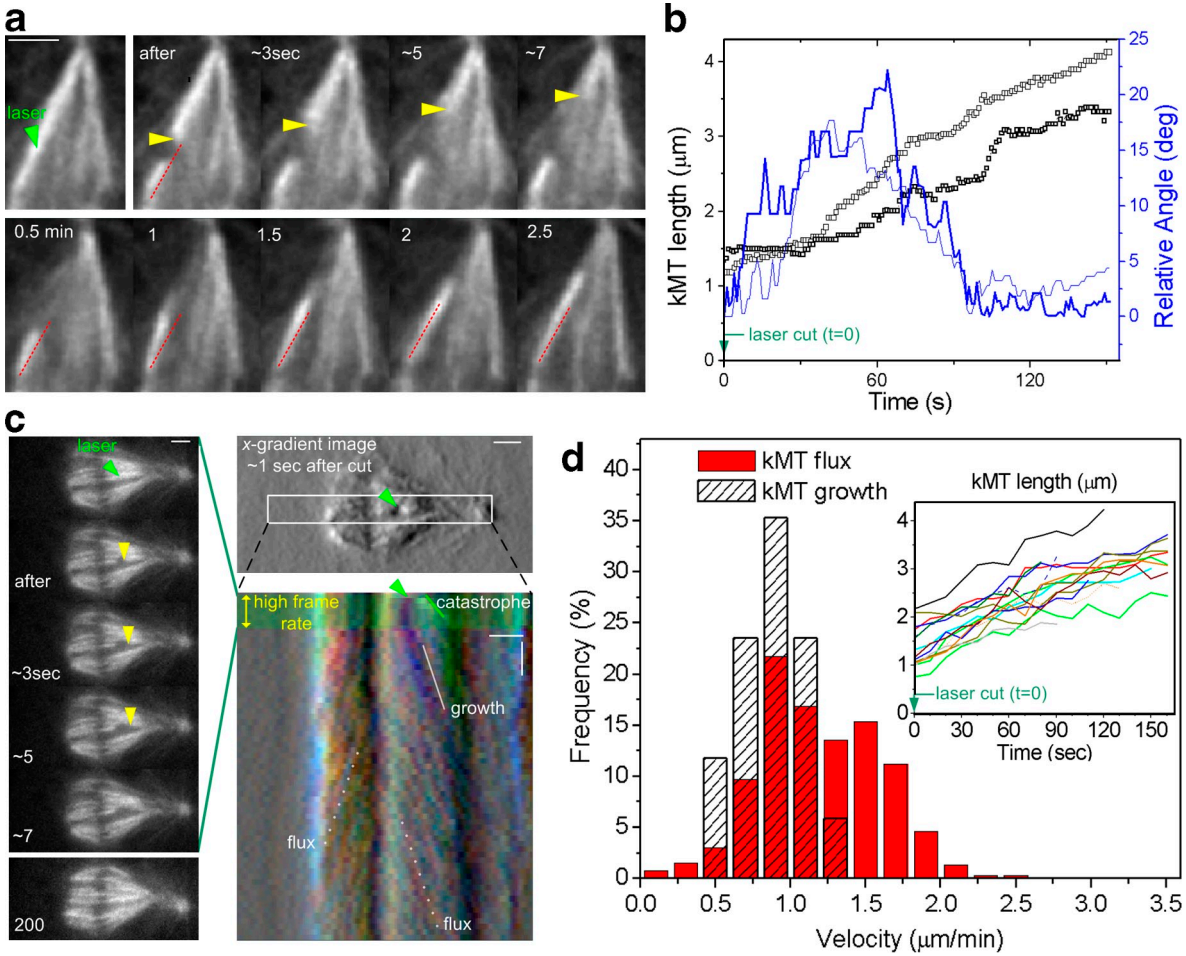 a
laser
after
~3sec
~5
~7
0.5 min
1
1.5
2
2.5
b
kMT length (μm)
4
3
2
1
0
Relative Angle (deg)
25
20
15
10
5
0
laser cut (t=0)
0
60
120
Time (s)
c
laser
after
~3sec
~5
~7
200
x-gradient image
~1 sec after cut
high frame
rate
catastrophe
growth
flux
flux
d
kMT flux
kMT growth
Frequency (%)
40
35
30
25
20
15
10
5
0
0.0
0.5
1.0
1.5
2.0
2.5
3.0
3.5
Velocity (μm/min)
kMT length (μm)
4
3
2
1
0
laser cut (t=0)
0
30
60
90
120
150
Time (sec)